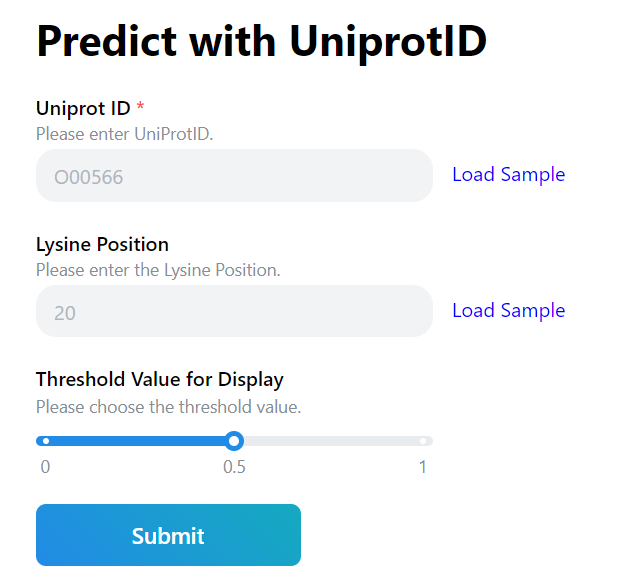 Predict with UniprotID
Uniprot ID *
Please enter UniProtID.
O00566
Load Sample
Lysine Position
Please enter the Lysine Position.
20
Load Sample
Threshold Value for Display
Please choose the threshold value.
0 0.5 1
Submit